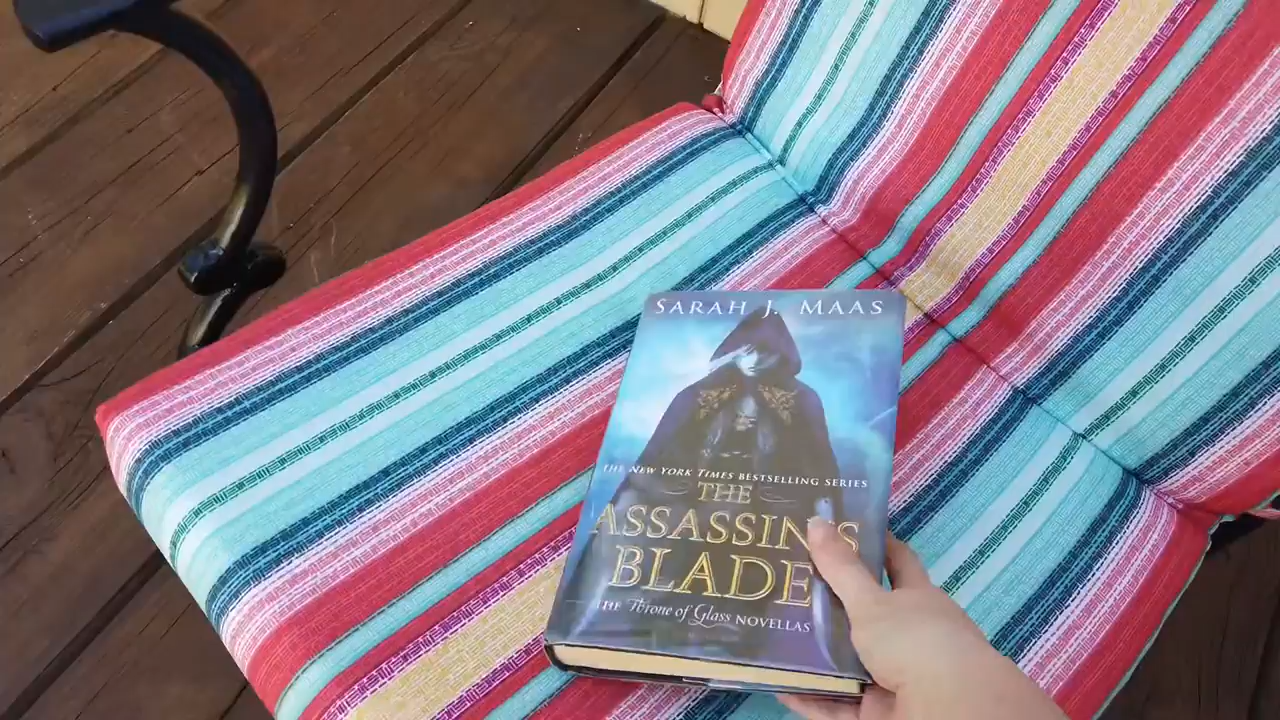 SARAH J. MAAS
THE NEW YORK TIMES BESTSELLING SERIES
THE
ASSASSIN'S
BLADE
THE Throne of Glass NOVELLAS